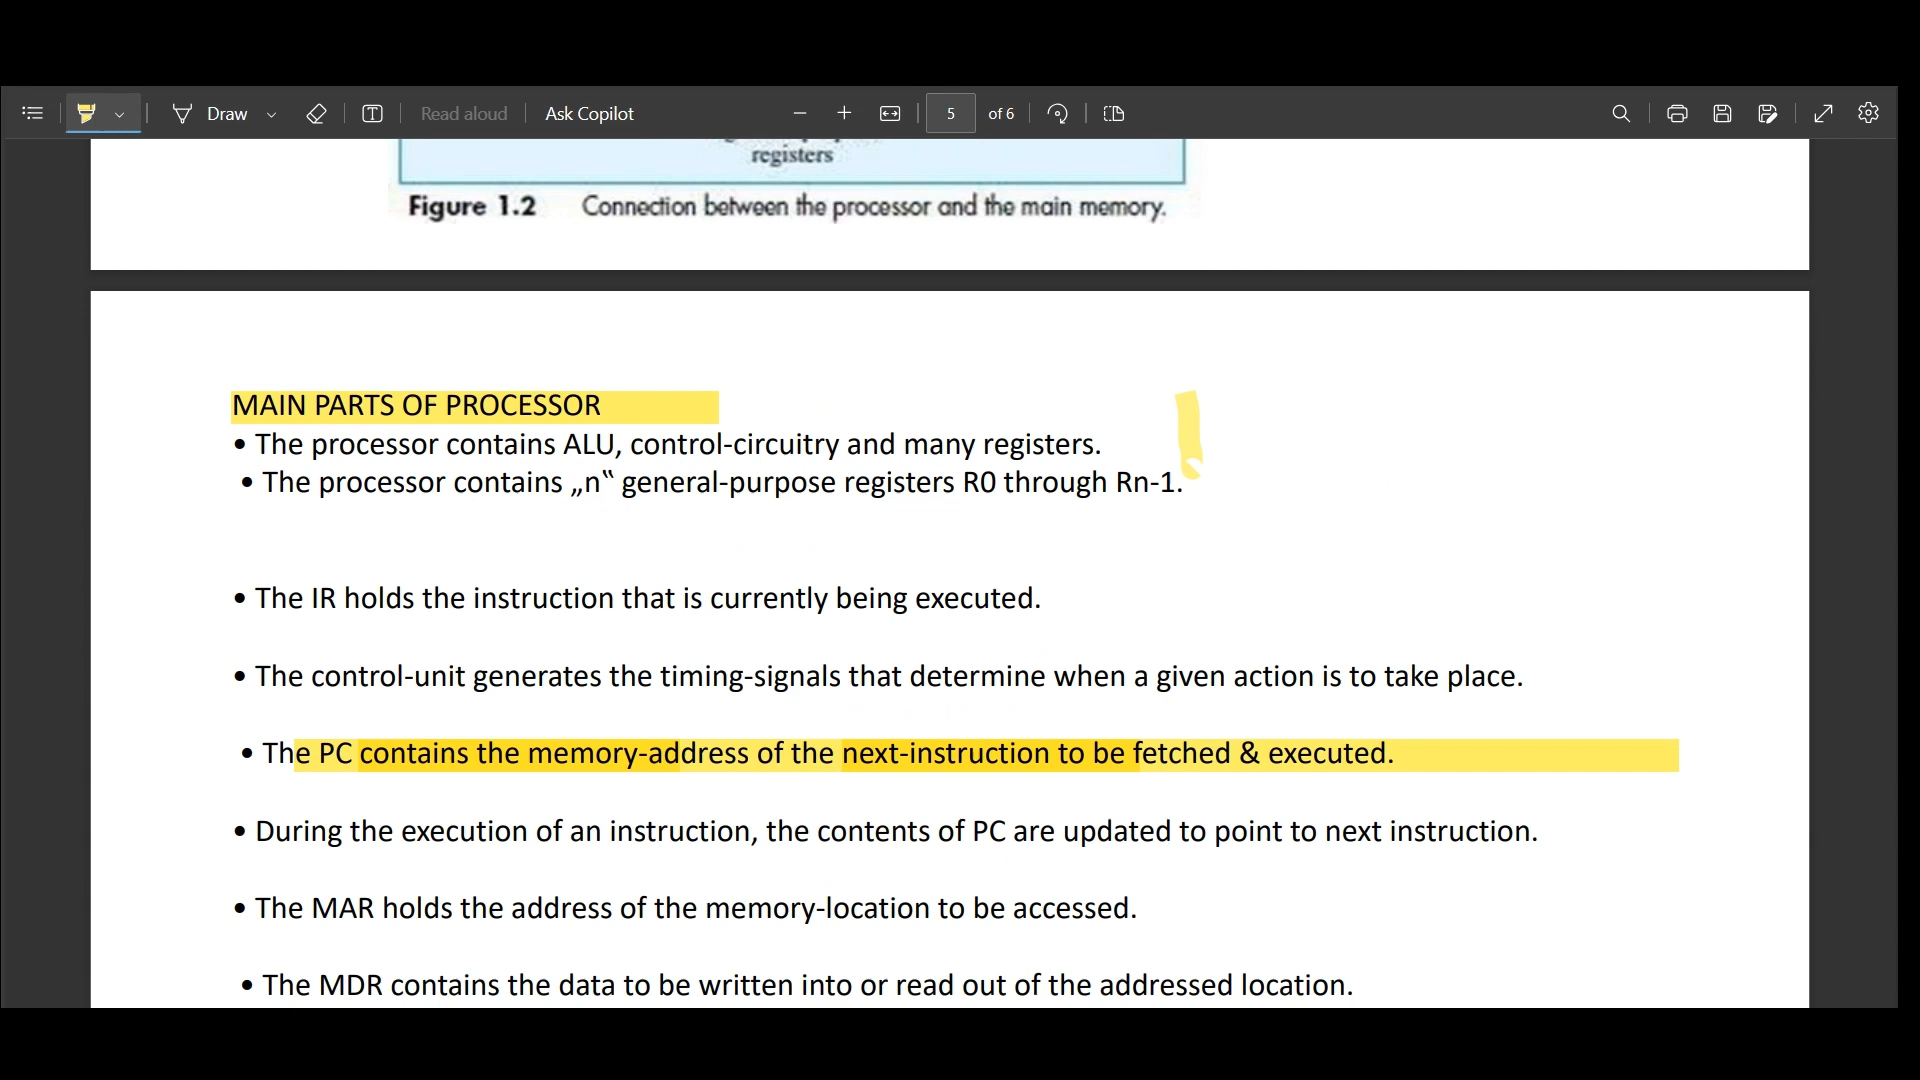 Draw Read aloud Ask Copilot 5 of 6
registers
Figure 1.2 Connection between the processor and the main memory.
MAIN PARTS OF PROCESSOR
• The processor contains ALU, control-circuitry and many registers.
• The processor contains „n‟ general-purpose registers R0 through Rn-1.
• The IR holds the instruction that is currently being executed.
• The control-unit generates the timing-signals that determine when a given action is to take place.
• The PC contains the memory-address of the next-instruction to be fetched & executed.
• During the execution of an instruction, the contents of PC are updated to point to next instruction.
• The MAR holds the address of the memory-location to be accessed.
• The MDR contains the data to be written into or read out of the addressed location.